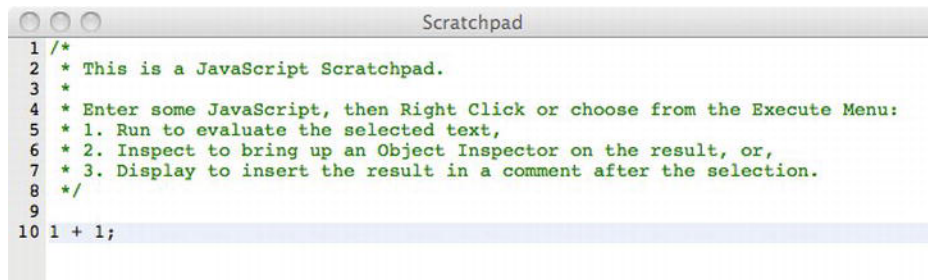 Scratchpad
1 /*
2  * This is a JavaScript Scratchpad.
3  *
4  * Enter some JavaScript, then Right Click or choose from the Execute Menu:
5  * 1. Run to evaluate the selected text,
6  * 2. Inspect to bring up an Object Inspector on the result, or,
7  * 3. Display to insert the result in a comment after the selection.
8  */
9
10 1 + 1;